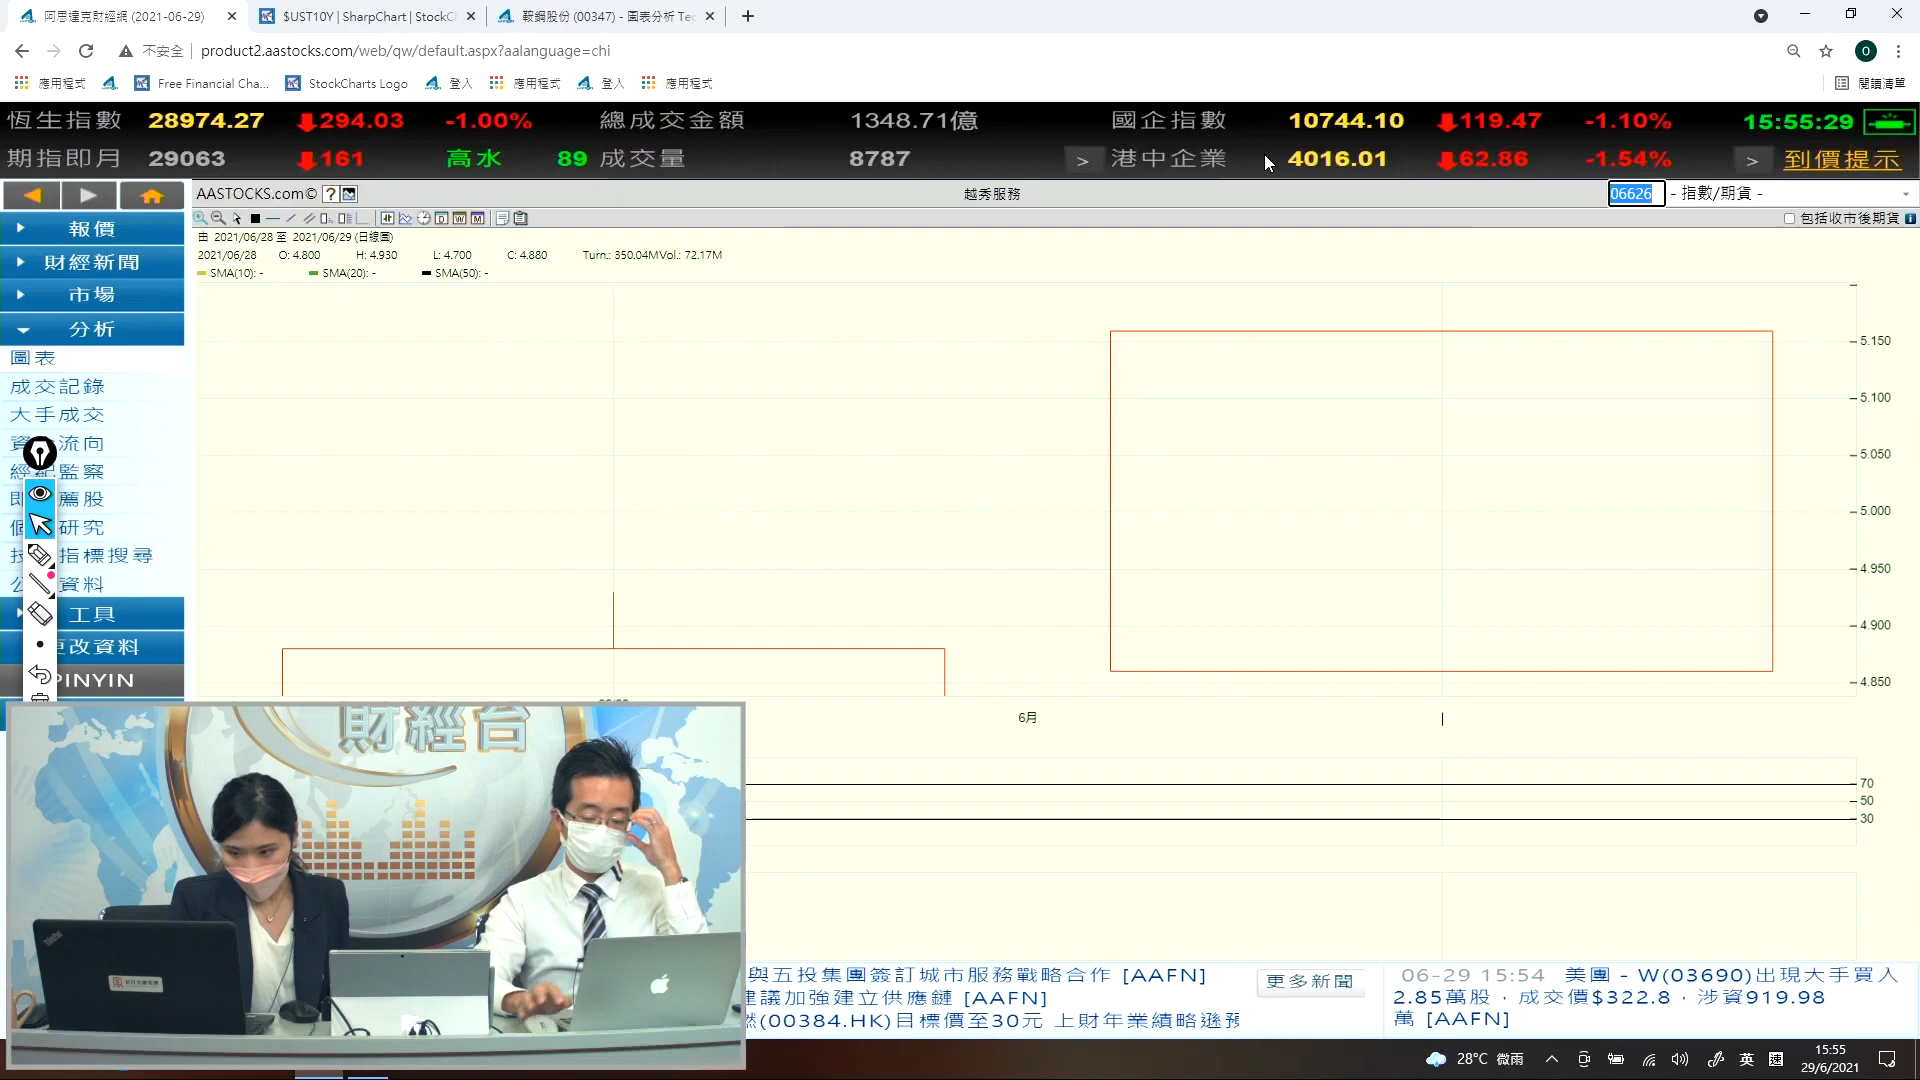 阿思達克財經網 (2021-06-29)
$UST10Y | SharpChart | StockC
鞍鋼股份 (00347) - 圖表分析 Tec
不安全
product2.aastocks.com/web/qw/default.aspx?aalanguage=chi
應用程式
Free Financial Cha...
StockCharts Logo
登入
應用程式
登入
應用程式
閱讀清單
恆生指數 28974.27 294.03 -1.00% 總成交金額 1348.71億 國企指數 10744.10 119.47 -1.10% 15:55:29
期指即月 29063 161 高水 89 成交量 8787 > 港中企業 4016.01 62.86 -1.54% > 到價提示
AASTOCKS.com© ?
越秀服務
06626 - 指數/期貨 -
包括收市後期貨
由 2021/06/28 至 2021/06/29 (日線圖)
2021/06/28 O: 4.800 H: 4.930 L: 4.700 C: 4.880 Turn.: 350.04M Vol.: 72.17M
SMA(10): - SMA(20): - SMA(50): -
報價
財經新聞
市場
分析
圖表
成交記錄
大手成交
流向
監察
薦股
研究
指標搜尋
資料
工具
更改資料
PINYIN
5.150
5.100
5.050
5.000
4.950
4.900
4.850
6月
70
50
30
財經台
ThinkPad
與五投集團簽訂城市服務戰略合作 [AAFN]
建議加強建立供應鏈 [AAFN]
燃(00384.HK)目標價至30元 上財年業績略遜預
更多新聞
06-29 15:54 美團－W(03690)出現大手買入
2.85萬股，成交價$322.8，涉資919.98
萬 [AAFN]
28°C 微雨
英
速
15:55
29/6/2021